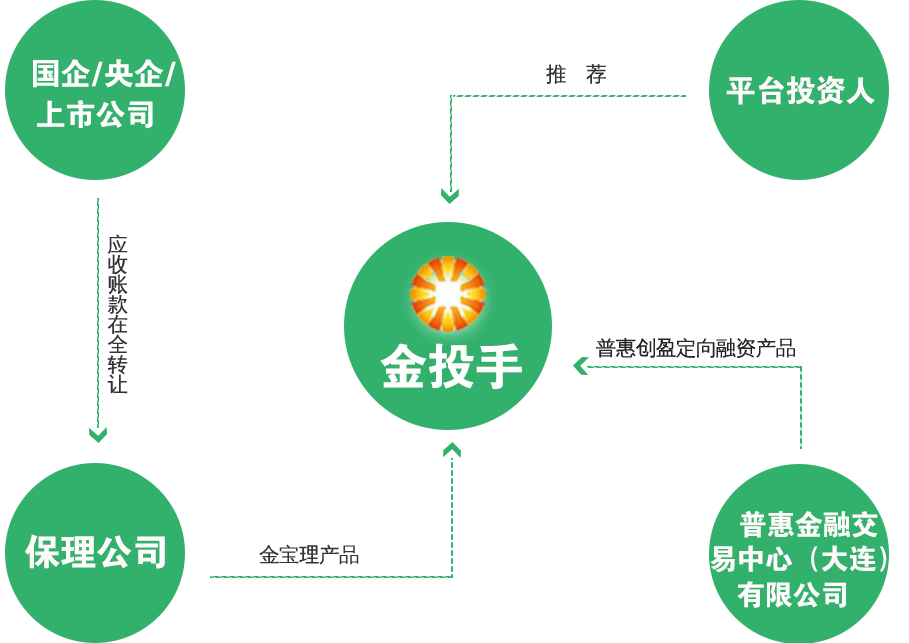 国企/央企/
上市公司
推 荐
平台投资人
应收账款在全转让
金投手
普惠创盈定向融资产品
保理公司
金宝理产品
普惠金融交
易中心（大连）
有限公司